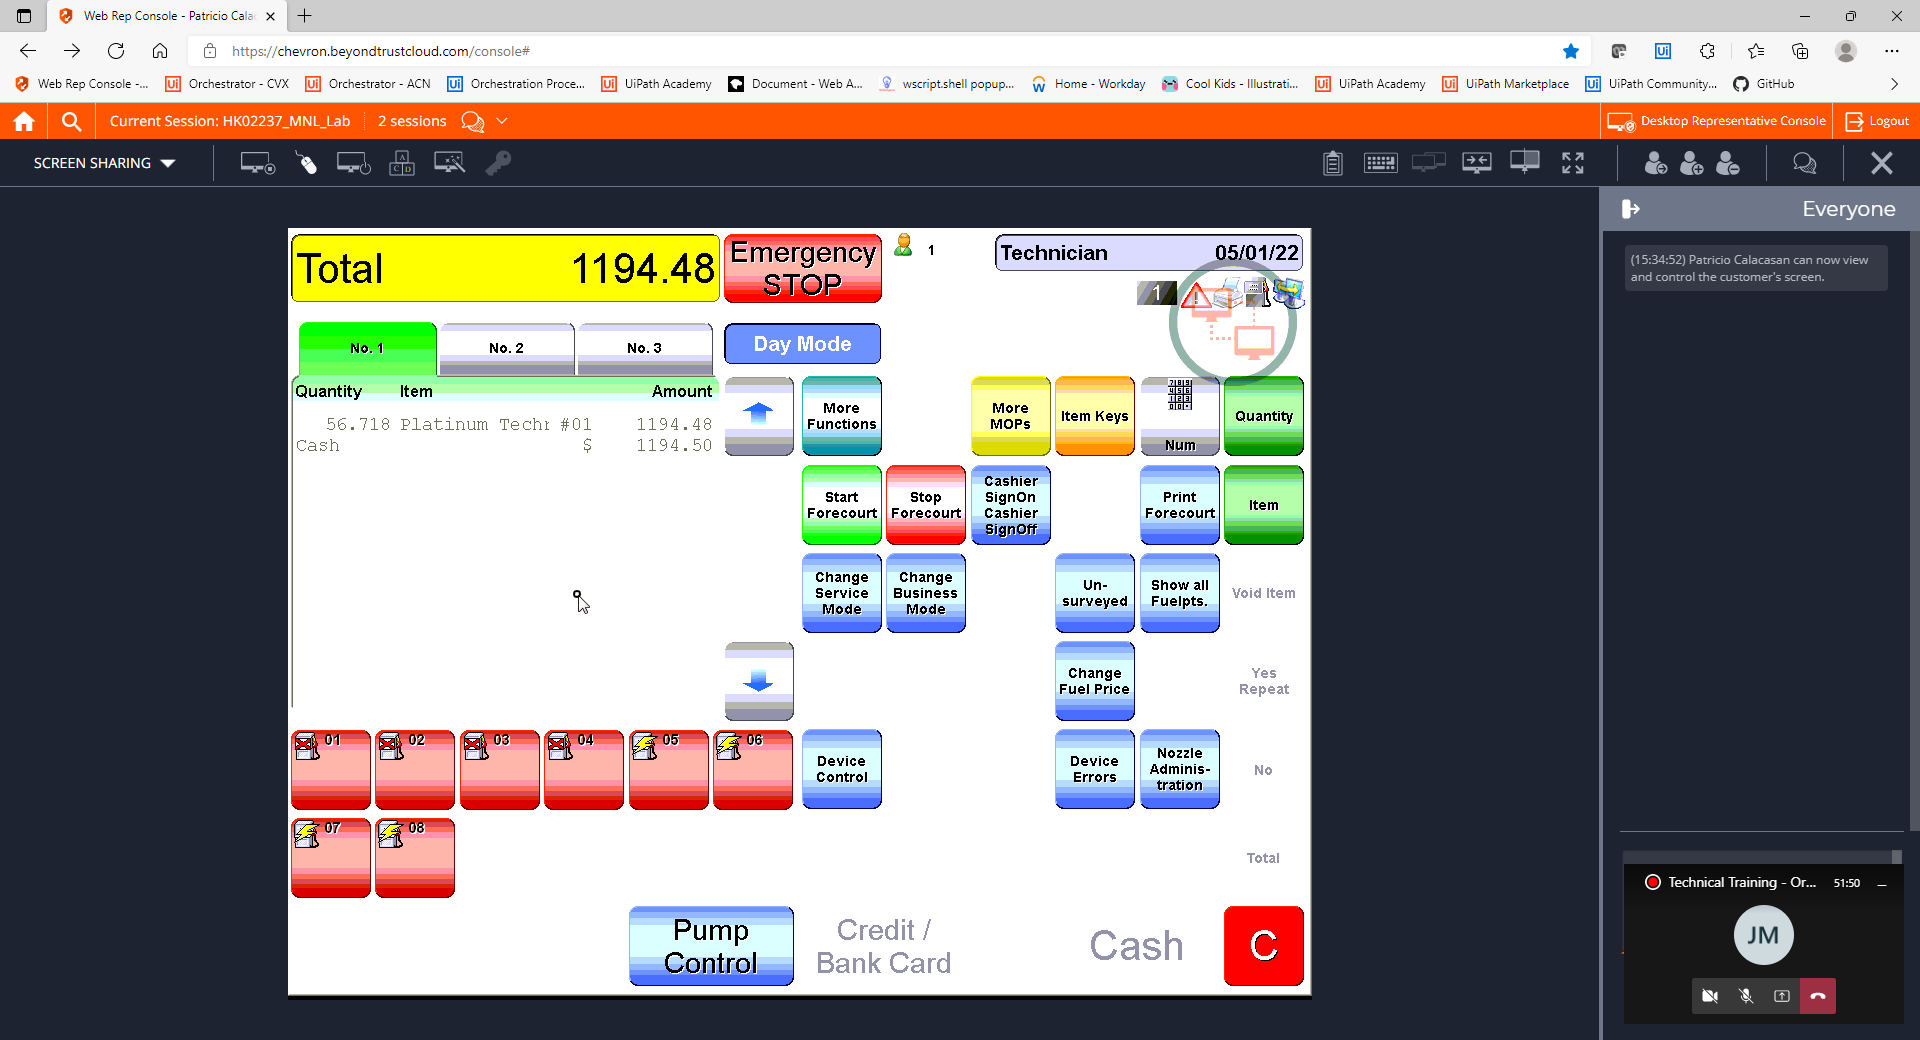 Web Rep Console - Patricio Cala
https://chevron.beyondtrustcloud.com/console#
Web Rep Console -...
Orchestrator - CVX
Orchestrator - ACN
Orchestration Proce...
UiPath Academy
Document - Web A...
wscript.shell popup...
Home - Workday
Cool Kids - Illustrati...
UiPath Academy
UiPath Marketplace
UiPath Community...
GitHub
Current Session: HK02237_MNL_Lab
2 sessions
Desktop Representative Console
Logout
SCREEN SHARING
Everyone
(15:34:52) Patricio Calacasan can now view
and control the customer's screen.
Total 1194.48
Emergency
STOP
1
Technician 05/01/22
1
No. 1
No. 2
No. 3
Day Mode
Quantity Item Amount
56.718 Platinum Techr #01 1194.48
Cash $ 1194.50
More
Functions
More
MOPs
Item Keys
Num
Quantity
Start
Forecourt
Stop
Forecourt
Cashier
SignOn
Cashier
SignOff
Print
Forecourt
Item
Change
Service
Mode
Change
Business
Mode
Un-
surveyed
Show all
Fuelpts.
Void Item
Change
Fuel Price
Yes
Repeat
01
02
03
04
05
06
Device
Control
Device
Errors
Nozzle
Adminis-
tration
No
07
08
Total
Pump
Control
Credit /
Bank Card
Cash
C
Technical Training - Or...
51:50
JM